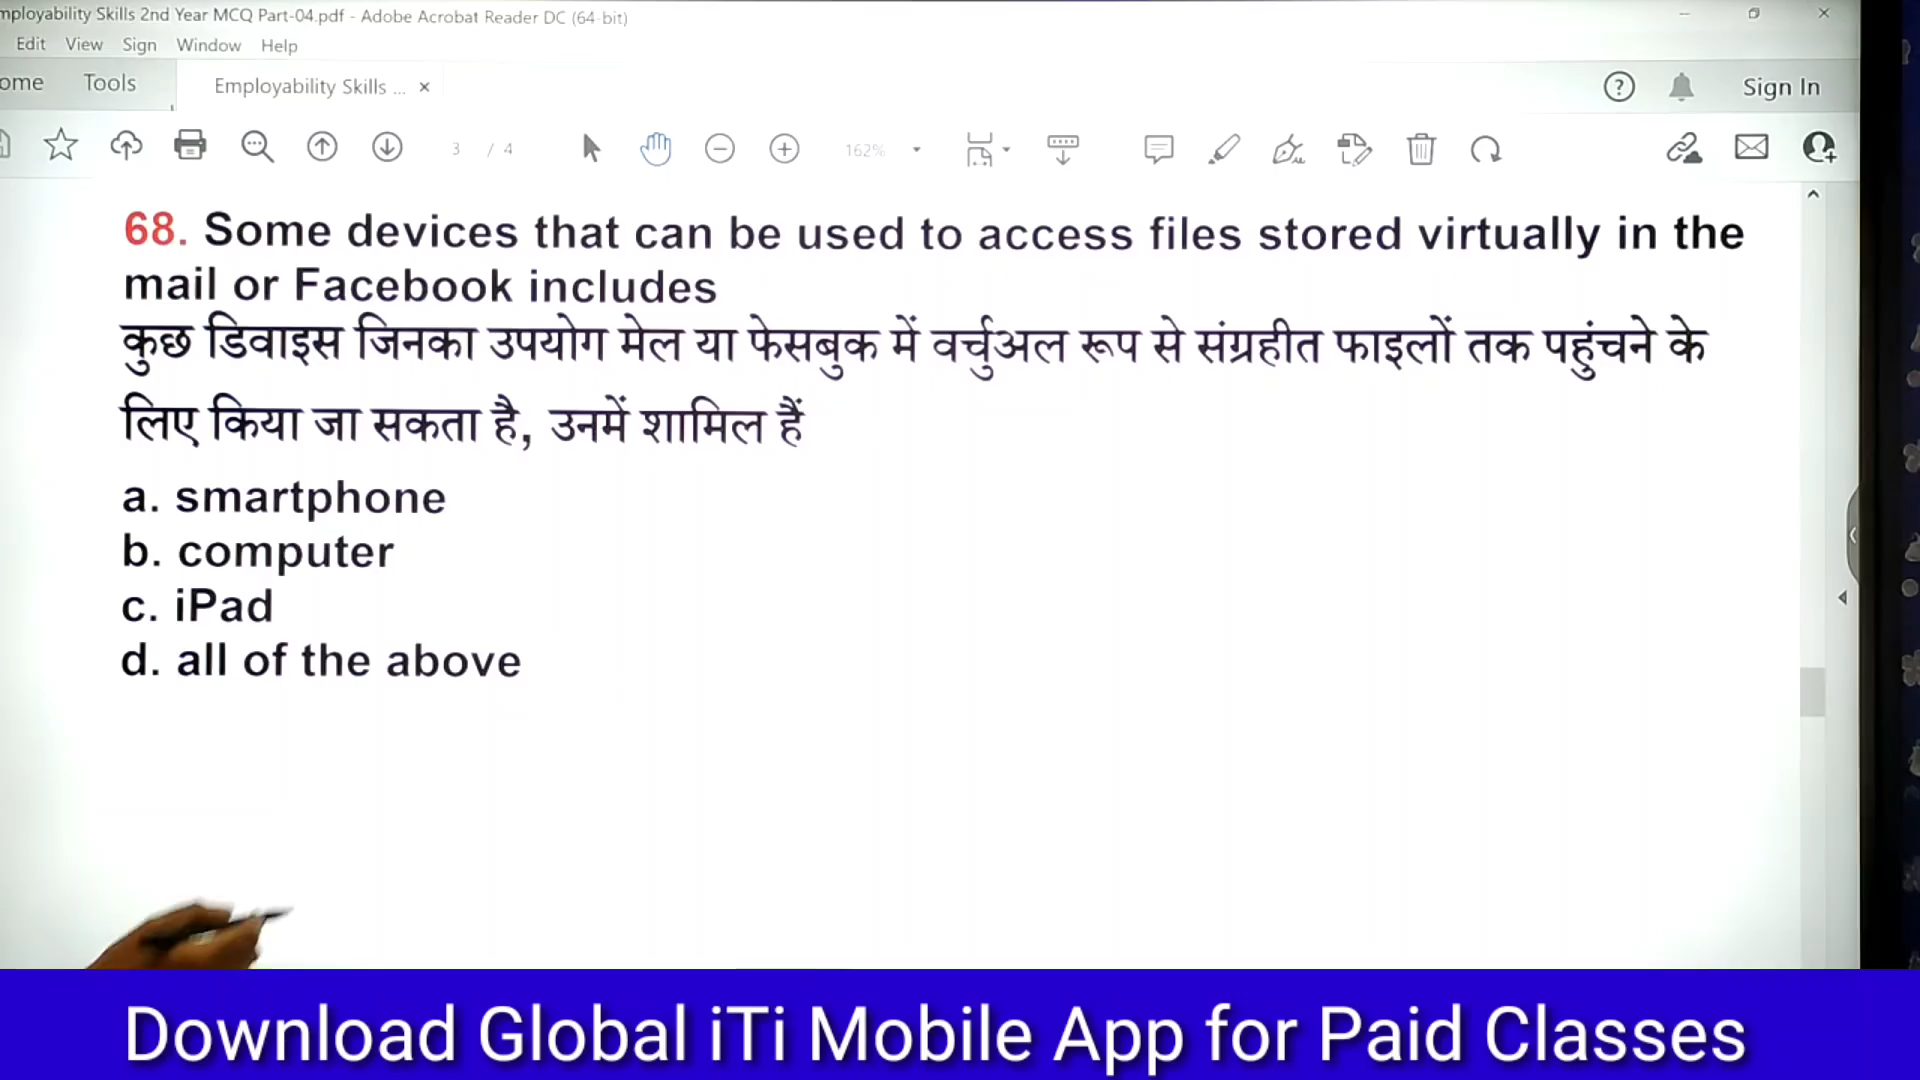 mployability Skills 2nd Year MCQ Part-04.pdf - Adobe Acrobat Reader DC (64-bit)
Edit View Sign Window Help
ome Tools Employability Skills ... × Sign In
3 / 4 162%
68. Some devices that can be used to access files stored virtually in the
mail or Facebook includes
कुछ डिवाइस जिनका उपयोग मेल या फेसबुक में वर्चुअल रूप से संग्रहीत फाइलों तक पहुंचने के
लिए किया जा सकता है, उनमें शामिल हैं
a. smartphone
b. computer
c. iPad
d. all of the above
Download Global iTi Mobile App for Paid Classes